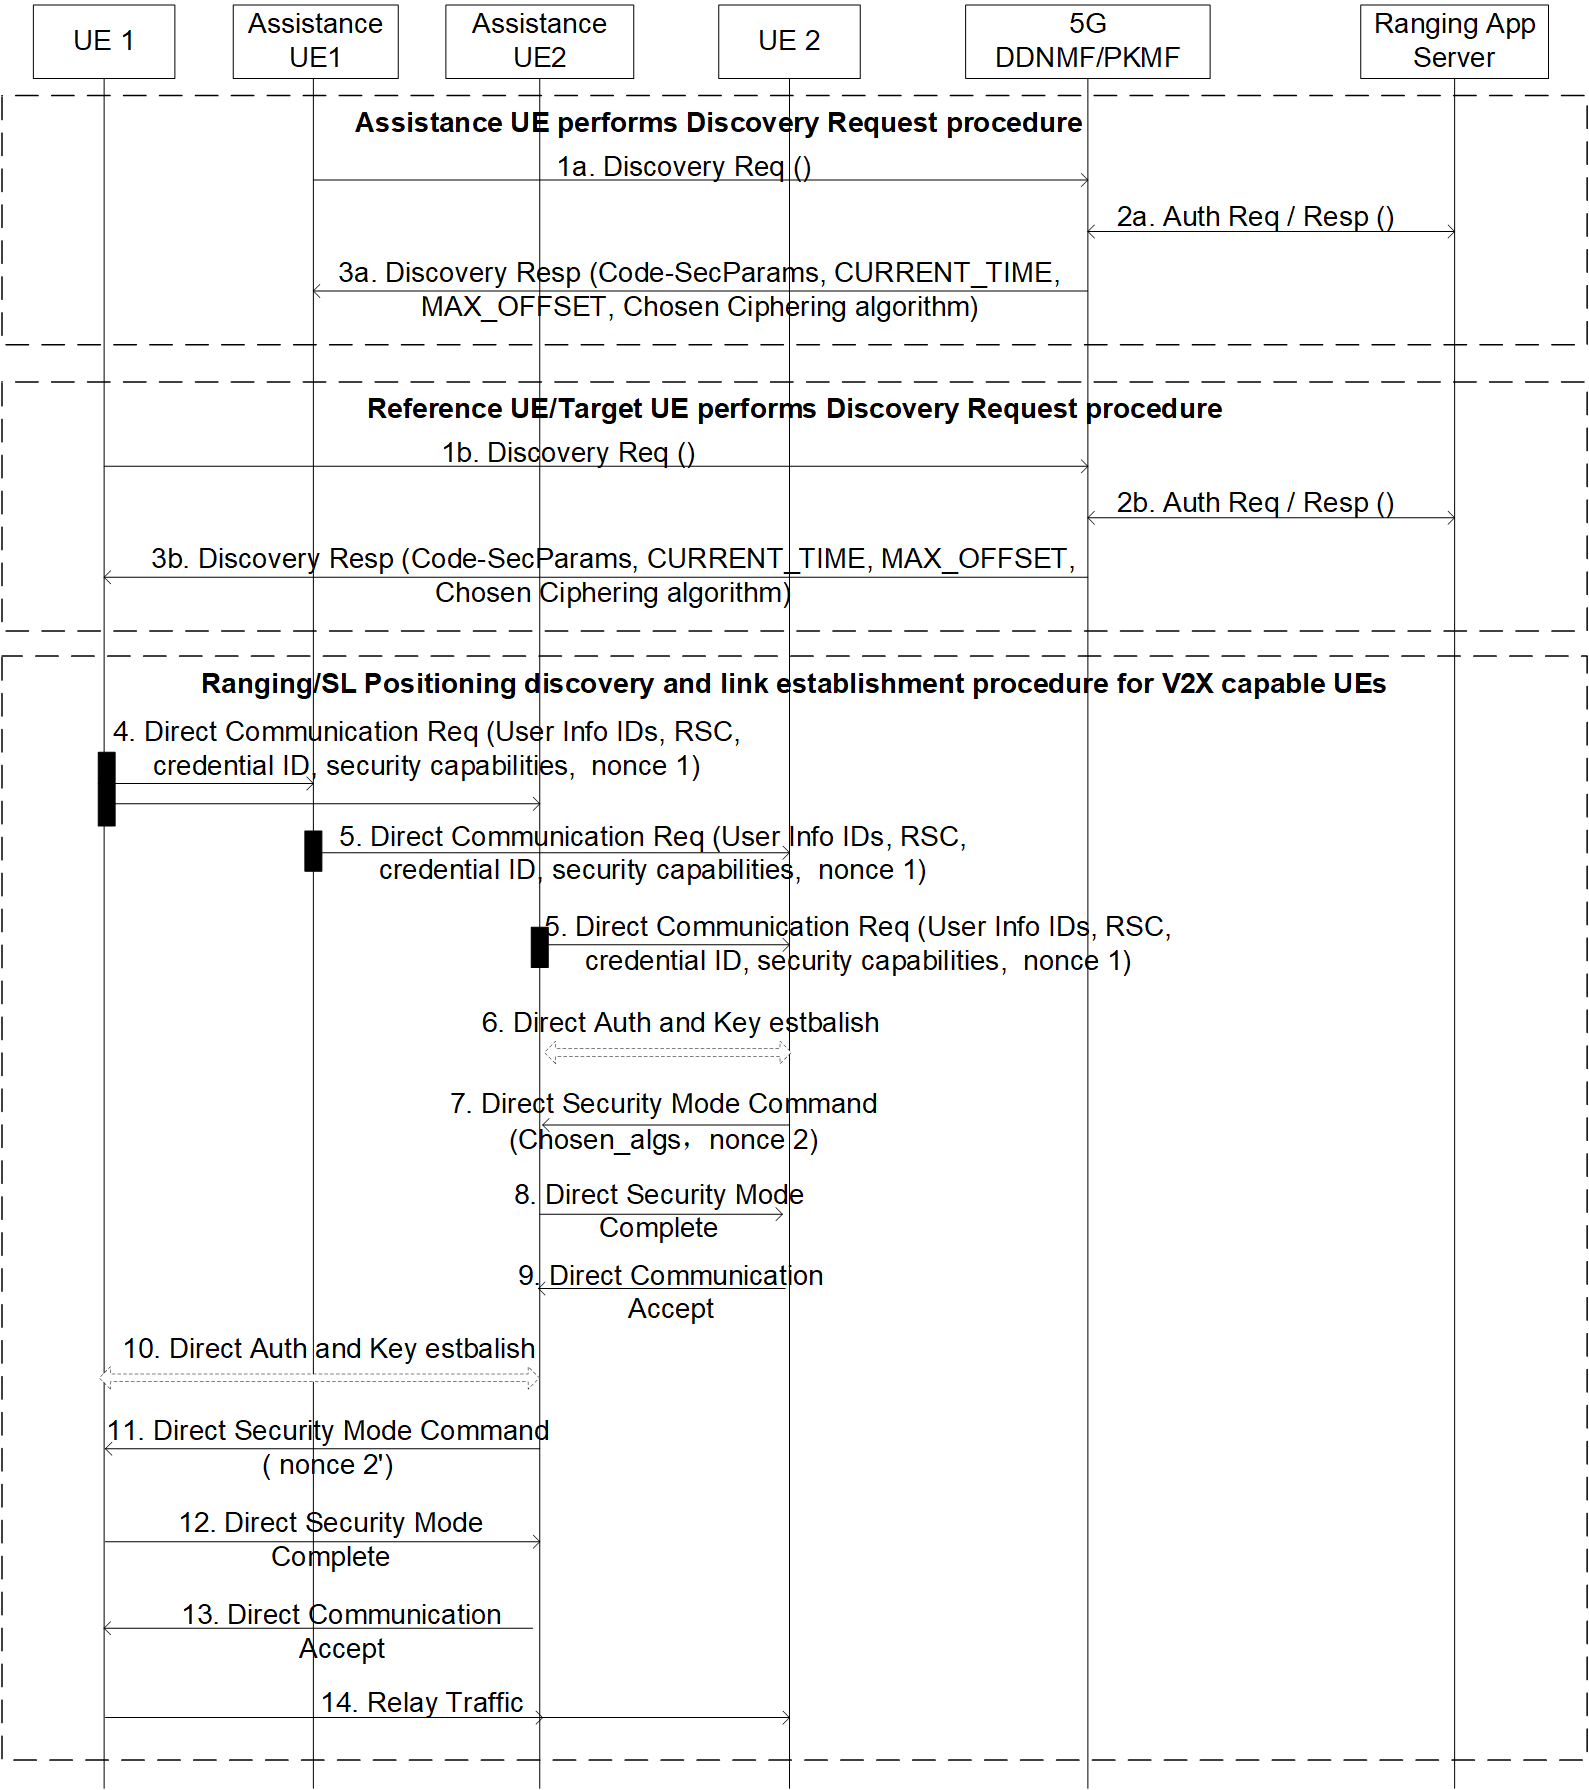 UE 1
Assistance
UE1
Assistance
UE2
UE 2
5G
DDNMF/PKMF
Ranging App
Server
Assistance UE performs Discovery Request procedure
1a. Discovery Req ()
2a. Auth Req / Resp ()
3a. Discovery Resp (Code-SecParams, CURRENT_TIME,
MAX_OFFSET, Chosen Ciphering algorithm)
Reference UE/Target UE performs Discovery Request procedure
1b. Discovery Req ()
2b. Auth Req / Resp ()
3b. Discovery Resp (Code-SecParams, CURRENT_TIME, MAX_OFFSET,
Chosen Ciphering algorithm)
Ranging/SL Positioning discovery and link establishment procedure for V2X capable UEs
4. Direct Communication Req (User Info IDs, RSC,
credential ID, security capabilities,  nonce 1)
5. Direct Communication Req (User Info IDs, RSC,
credential ID, security capabilities,  nonce 1)
5. Direct Communication Req (User Info IDs, RSC,
credential ID, security capabilities,  nonce 1)
6. Direct Auth and Key estbalish
7. Direct Security Mode Command
(Chosen_algs，nonce 2)
8. Direct Security Mode
Complete
9. Direct Communication
Accept
10. Direct Auth and Key estbalish
11. Direct Security Mode Command
( nonce 2')
12. Direct Security Mode
Complete
13. Direct Communication
Accept
14. Relay Traffic